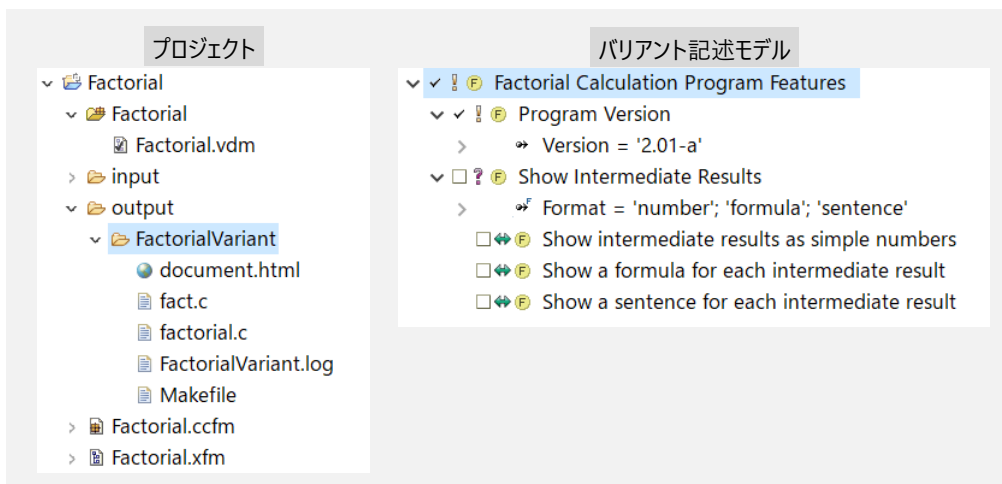 プロジェクト
Factorial
Factorial
Factorial.vdm
input
output
FactorialVariant
document.html
fact.c
factorial.c
FactorialVariant.log
Makefile
Factorial.ccfm
Factorial.xfm
バリアント記述モデル
Factorial Calculation Program Features
Program Version
Version = '2.01-a'
Show Intermediate Results
Format = 'number'; 'formula'; 'sentence'
Show intermediate results as simple numbers
Show a formula for each intermediate result
Show a sentence for each intermediate result